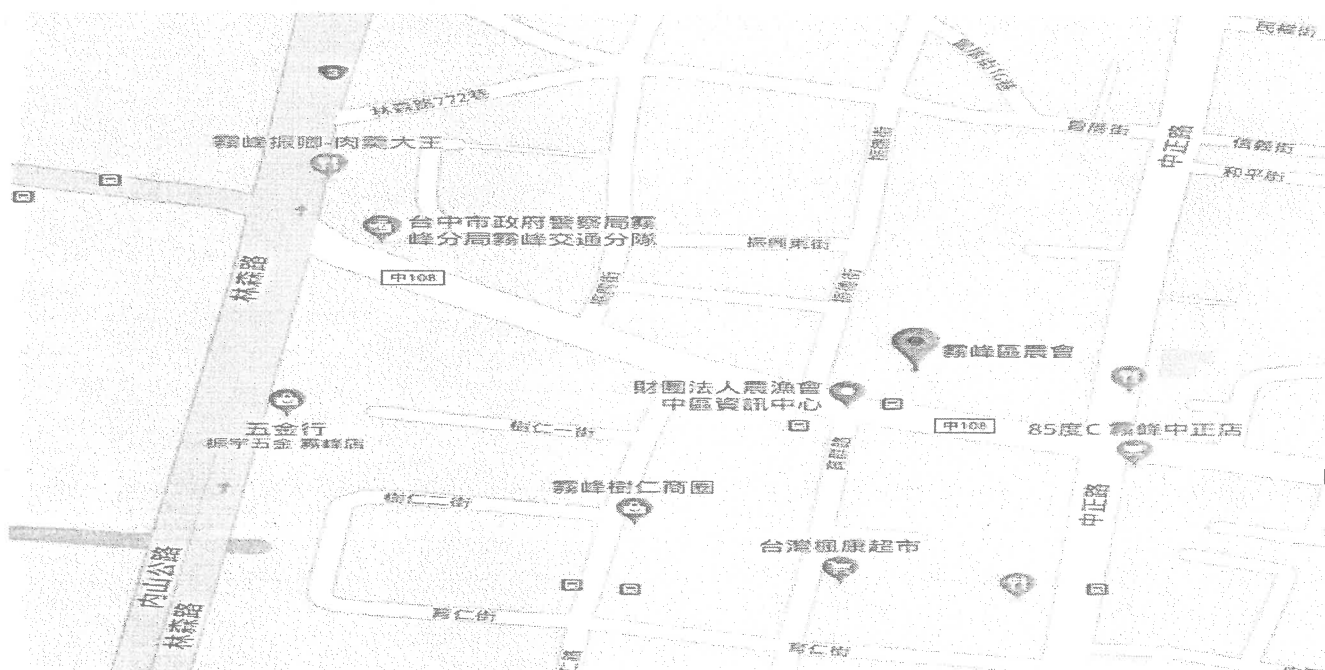 民權街
林森路772巷
育居街
中正路
信義街
和平街
霧峰振卿-肉羹大王
台中市政府警察局霧
峰分局霧峰交通分隊
振興東街
中108
林森路
霧峰區農會
財團法人農漁會
中區資訊中心
中108
85度C 霧峰中正店
五金行
振宇五金 霧峰店
樹仁一街
霧峰樹仁商圈
樹仁二街
中正路
台灣楓康超市
內山公路
林森路
育仁街
育仁街